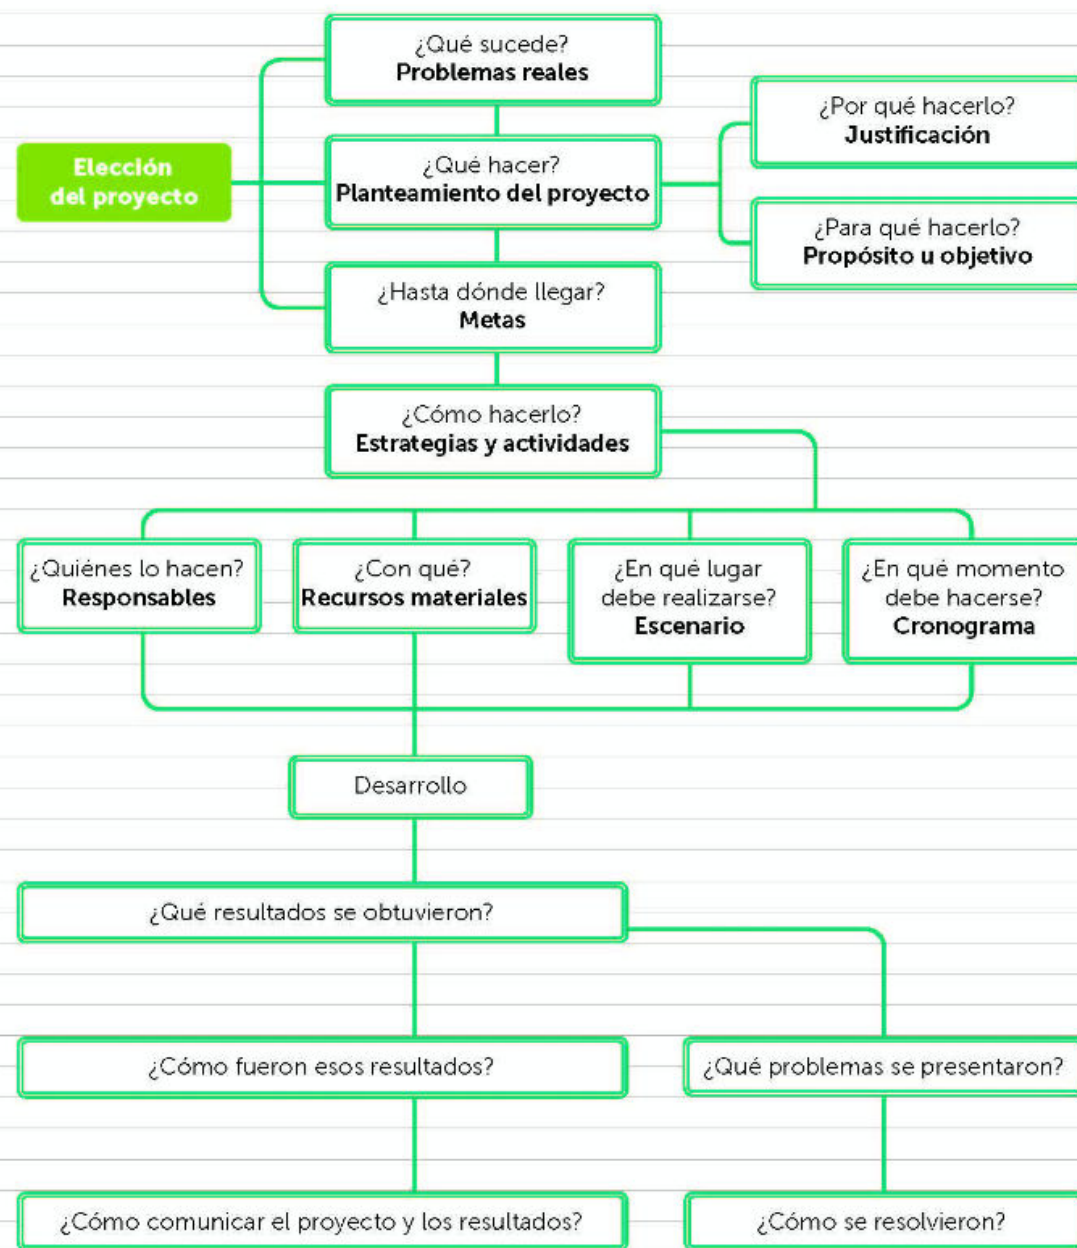 ¿Qué sucede?
Problemas reales
¿Por qué hacerlo?
Justificación
Elección
del proyecto
¿Qué hacer?
Planteamiento del proyecto
¿Para qué hacerlo?
Propósito u objetivo
¿Hasta dónde llegar?
Metas
¿Cómo hacerlo?
Estrategias y actividades
¿Quiénes lo hacen?
Responsables
¿Con qué?
Recursos materiales
¿En qué lugar
debe realizarse?
Escenario
¿En qué momento
debe hacerse?
Cronograma
Desarrollo
¿Qué resultados se obtuvieron?
¿Cómo fueron esos resultados?
¿Qué problemas se presentaron?
¿Cómo comunicar el proyecto y los resultados?
¿Cómo se resolvieron?